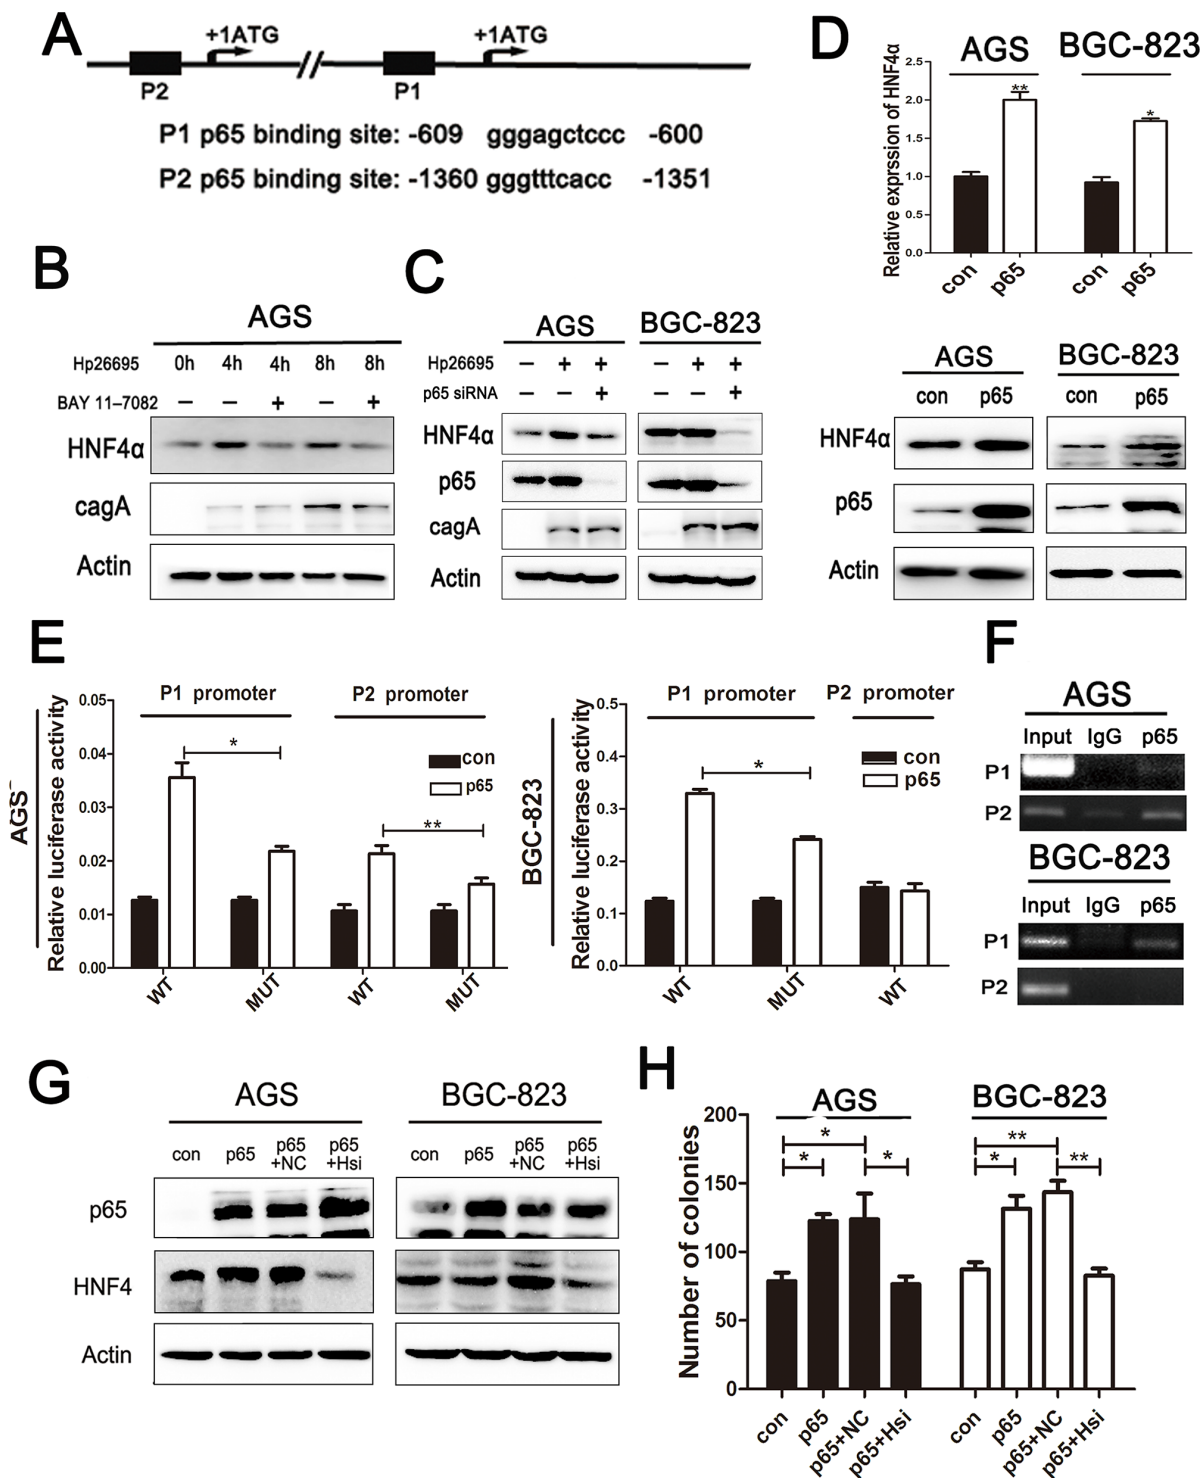 A
+1ATG +1ATG
P2 P1
P1 p65 binding site: -609 gggagctccc -600
P2 p65 binding site: -1360 gggtttcacc -1351
D
AGS BGC-823
Relative exprssion of HNF4α
2.5
2.0
1.5
1.0
0.5
0.0
** *
con p65 con p65
AGS BGC-823
con p65 con p65
HNF4α
p65
Actin
B
AGS
Hp26695 0h 4h 4h 8h 8h
BAY 11–7082 – – + – +
HNF4α
cagA
Actin
C
AGS BGC-823
Hp26695 – + + – + +
p65 siRNA – – + – – +
HNF4α
p65
cagA
Actin
E
AGS
Relative luciferase activity
P1 promoter P2 promoter
0.05
0.04
0.03
0.02
0.01
0.00
* **
con
p65
WT MUT WT MUT
BGC-823
Relative luciferase activity
P1 promoter P2 promoter
0.5
0.4
0.3
0.2
0.1
0.0
*
con
p65
WT MUT WT
F
AGS
Input IgG p65
P1
P2
BGC-823
Input IgG p65
P1
P2
G
AGS BGC-823
con p65 p65 +NC p65 +Hsi con p65 p65 +NC p65 +Hsi
p65
HNF4
Actin
H
AGS BGC-823
Number of colonies
200
150
100
50
0
* **
* * * **
con p65 p65+NC p65+Hsi con p65 p65+NC p65+Hsi